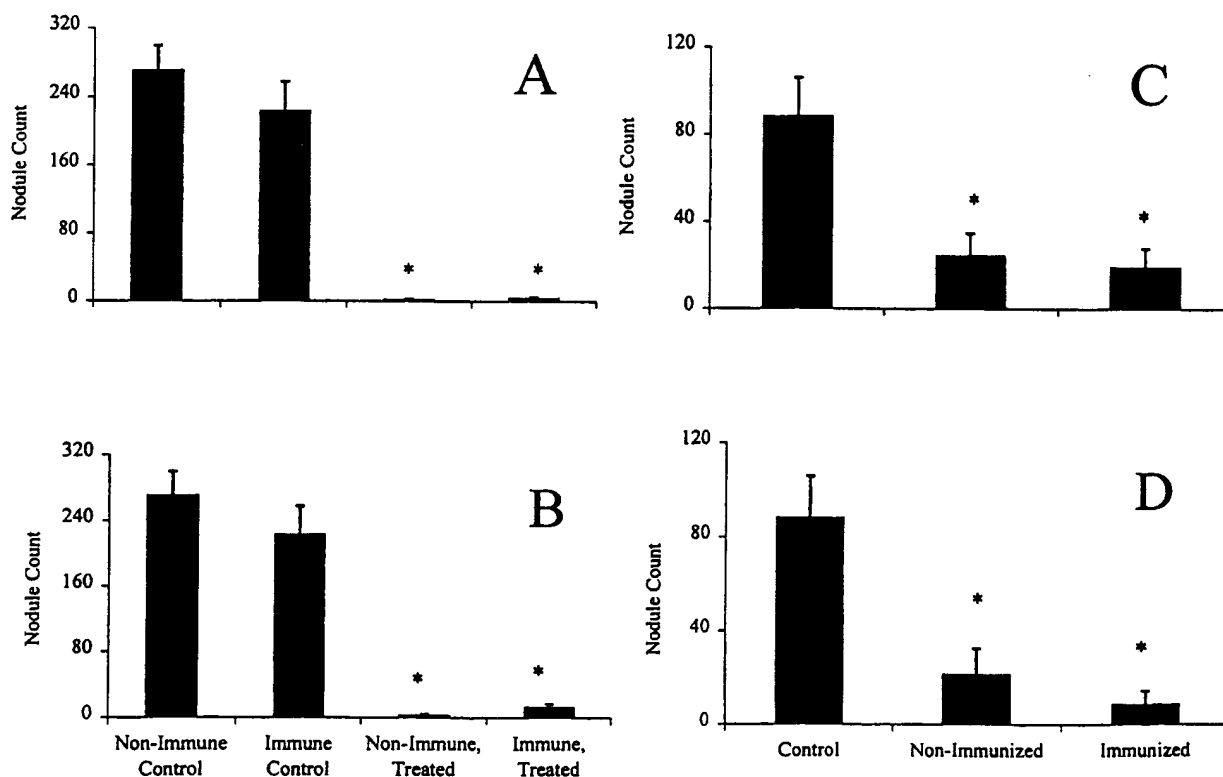 320
240
160
80
0
Nodule Count
A
*
*
120
80
40
0
Nodule Count
C
*
*
320
240
160
80
0
Nodule Count
B
*
*
Non-Immune Control
Immune Control
Non-Immune, Treated
Immune, Treated
120
80
40
0
Nodule Count
D
*
*
Control
Non-Immunized
Immunized